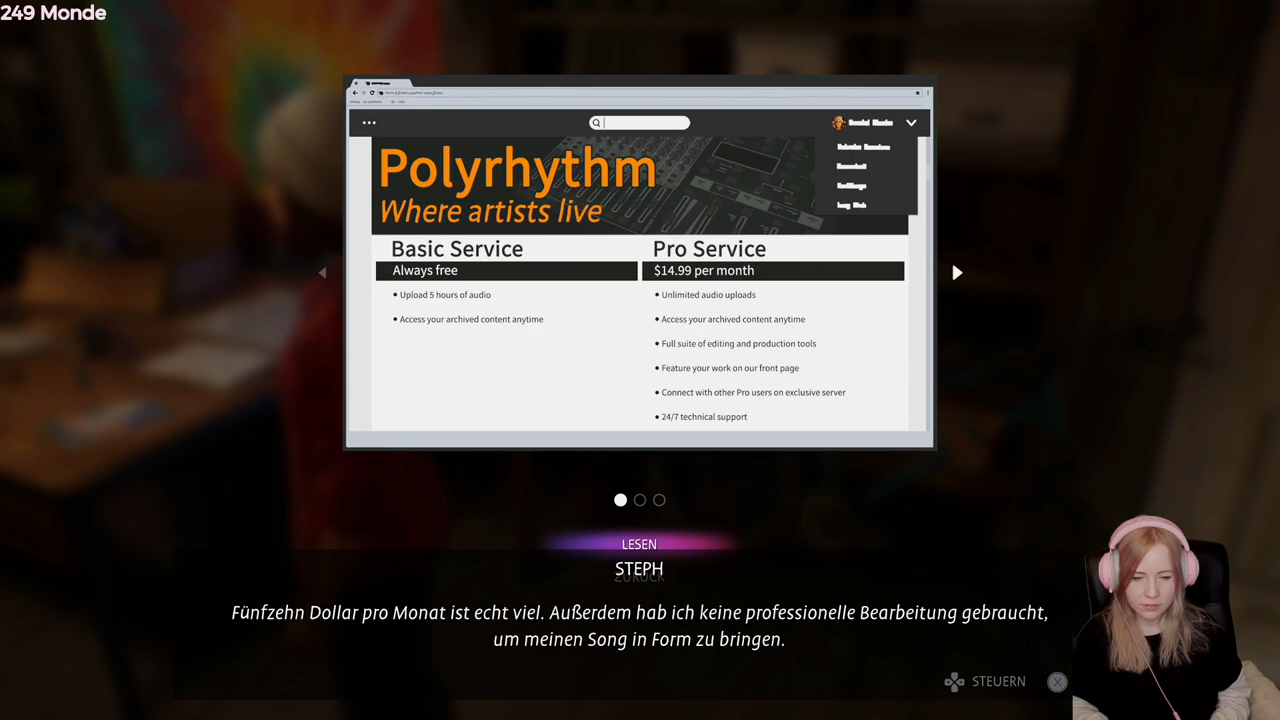 249 Monde
Polyrhythm
Where artists live
Basic Service
Always free
• Upload 5 hours of audio
• Access your archived content anytime
Pro Service
$14.99 per month
• Unlimited audio uploads
• Access your archived content anytime
• Full suite of editing and production tools
• Feature your work on our front page
• Connect with other Pro users on exclusive server
• 24/7 technical support
LESEN
STEPH
ZURÜCK
Fünfzehn Dollar pro Monat ist echt viel. Außerdem hab ich keine professionelle Bearbeitung gebraucht,
um meinen Song in Form zu bringen.
STEUERN